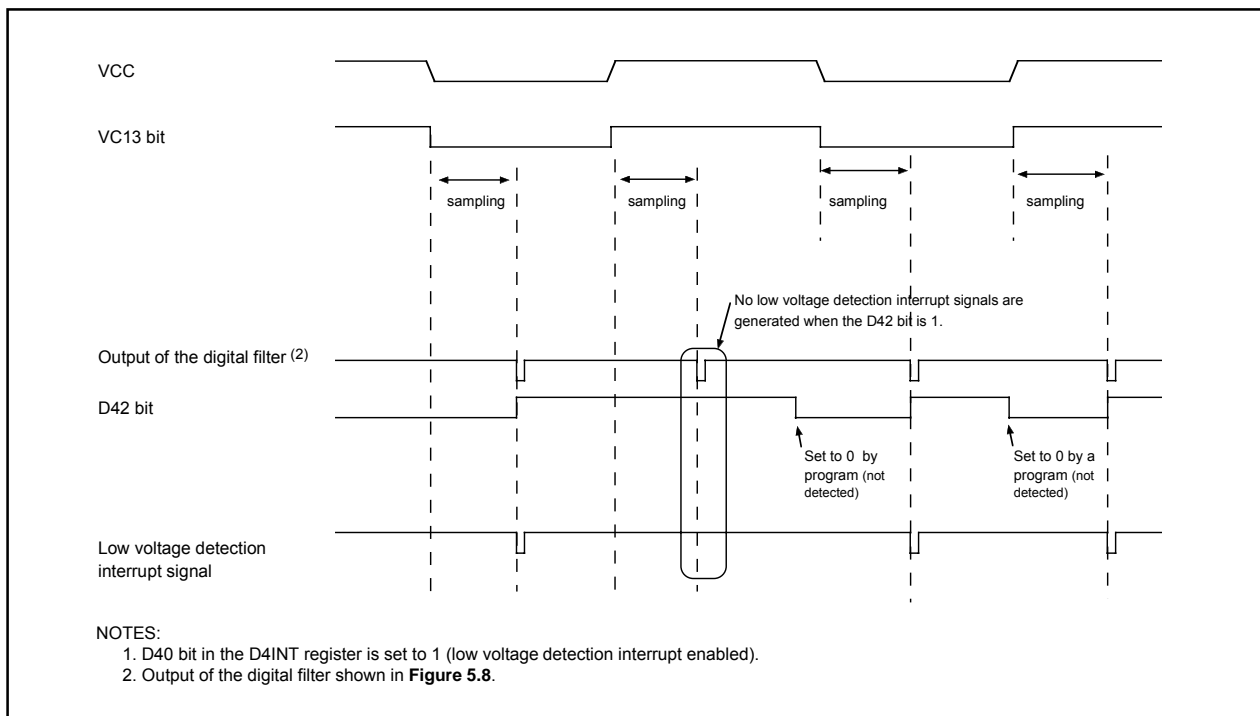 VCC
VC13 bit
sampling
sampling
sampling
sampling
No low voltage detection interrupt signals are
generated when the D42 bit is 1.
Output of the digital filter (2)
D42 bit
Set to 0 by
program (not
detected)
Set to 0 by a
program (not
detected)
Low voltage detection
interrupt signal
NOTES:
1. D40 bit in the D4INT register is set to 1 (low voltage detection interrupt enabled).
2. Output of the digital filter shown in Figure 5.8.